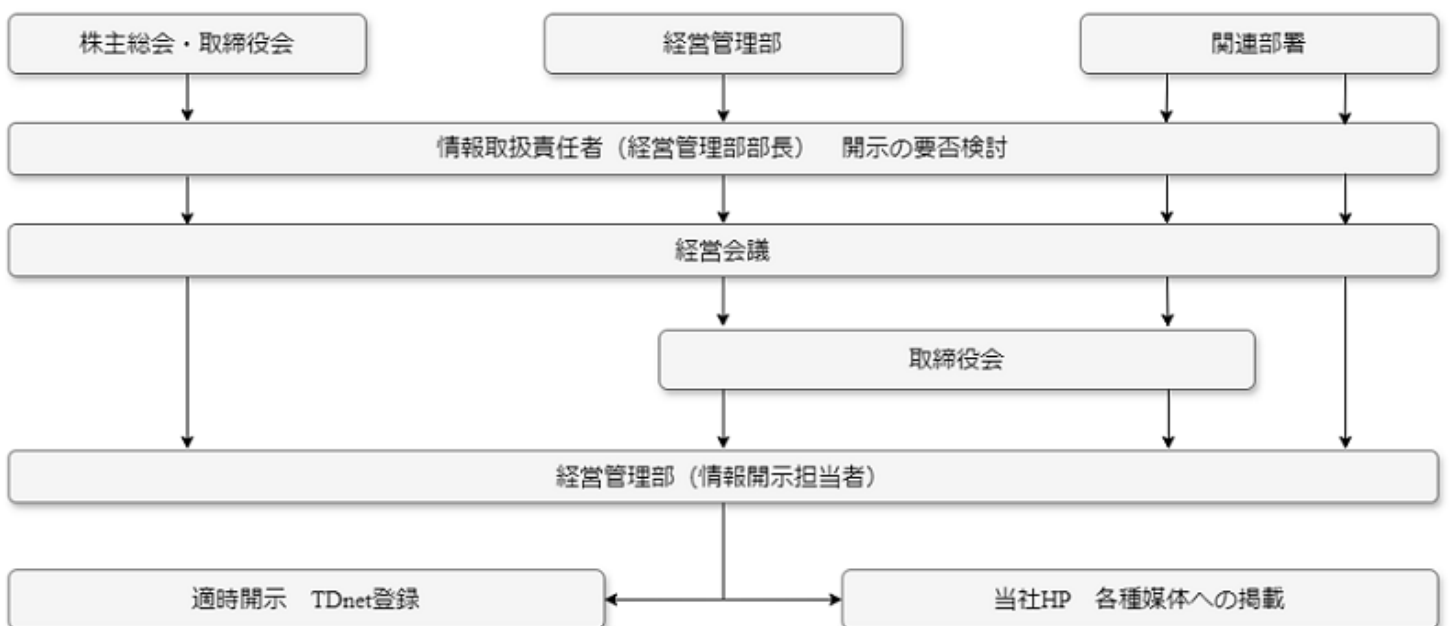 株主総会・取締役会
経営管理部
関連部署
情報取扱責任者（経営管理部部長）　開示の要否検討
経営会議
取締役会
経営管理部（情報開示担当者）
適時開示　TDnet登録
当社HP　各種媒体への掲載